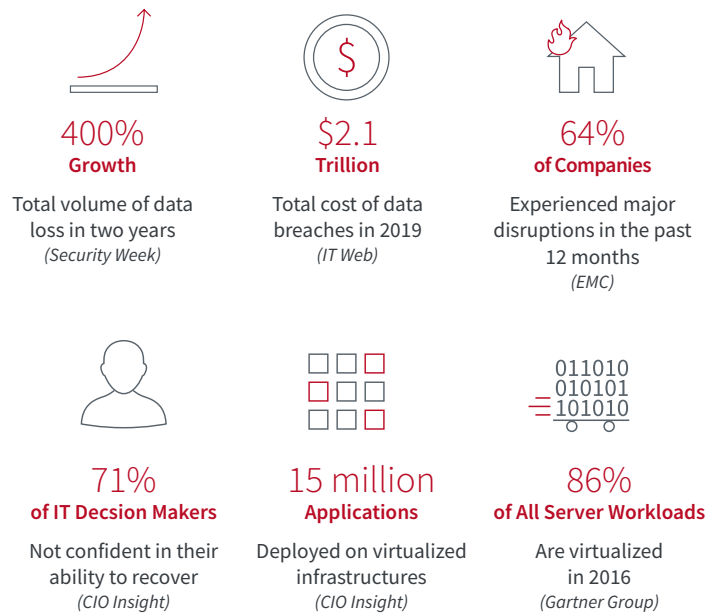 $
400%
Growth
Total volume of data
loss in two years
(Security Week)
$2.1
Trillion
Total cost of data
breaches in 2019
(IT Web)
64%
of Companies
Experienced major
disruptions in the past
12 months
(EMC)
71%
of IT Decsion Makers
Not confident in their
ability to recover
(CIO Insight)
15 million
Applications
Deployed on virtualized
infrastructures
(CIO Insight)
011010
010101
101010
86%
of All Server Workloads
Are virtualized
in 2016
(Gartner Group)